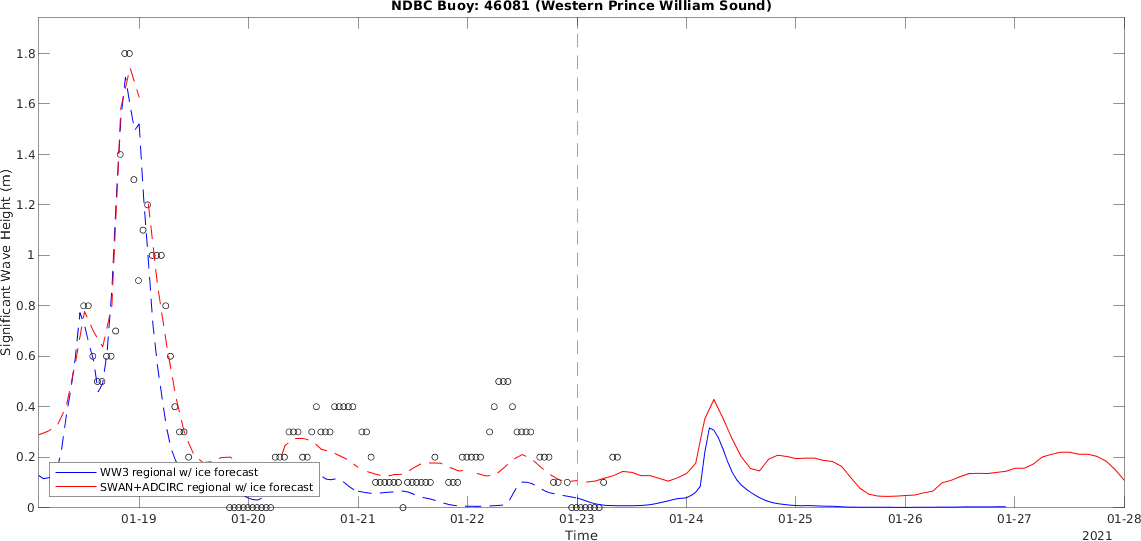 NDBC Buoy: 46081 (Western Prince William Sound)
Significant Wave Height (m)
1.8
1.6
1.4
1.2
1
0.8
0.6
0.4
0.2
0
WW3 regional w/ ice forecast
SWAN+ADCIRC regional w/ ice forecast
01-19 01-20 01-21 01-22 01-23 01-24 01-25 01-26 01-27 01-28
Time
2021